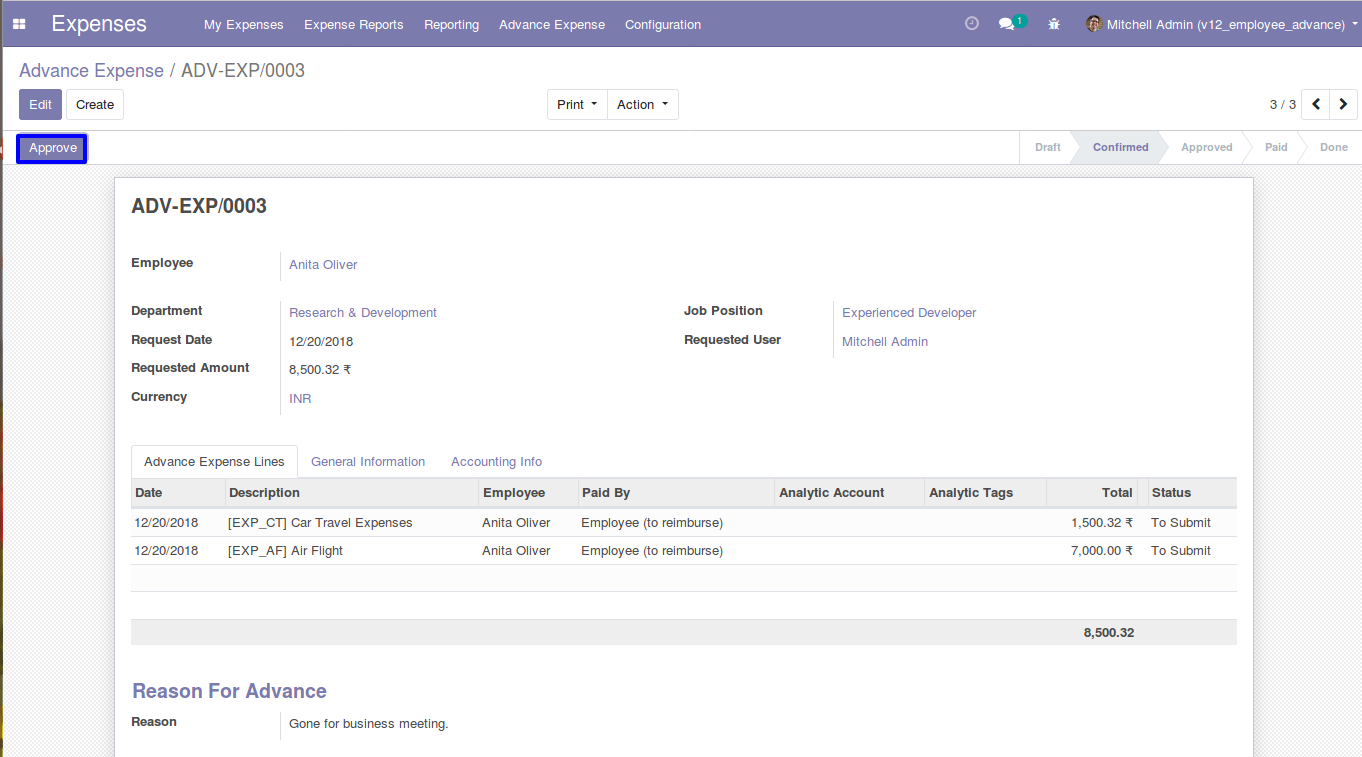 Expenses My Expenses Expense Reports Reporting Advance Expense Configuration 1 Mitchell Admin (v12_employee_advance)
Advance Expense / ADV-EXP/0003
Edit Create Print Action 3 / 3
Approve Draft Confirmed Approved Paid Done
ADV-EXP/0003
Employee Anita Oliver
Department Research & Development Job Position Experienced Developer
Request Date 12/20/2018 Requested User Mitchell Admin
Requested Amount 8,500.32 ₹
Currency INR
Advance Expense Lines General Information Accounting Info
Date Description Employee Paid By Analytic Account Analytic Tags Total Status
12/20/2018 [EXP_CT] Car Travel Expenses Anita Oliver Employee (to reimburse) 1,500.32 ₹ To Submit
12/20/2018 [EXP_AF] Air Flight Anita Oliver Employee (to reimburse) 7,000.00 ₹ To Submit
8,500.32
Reason For Advance
Reason Gone for business meeting.